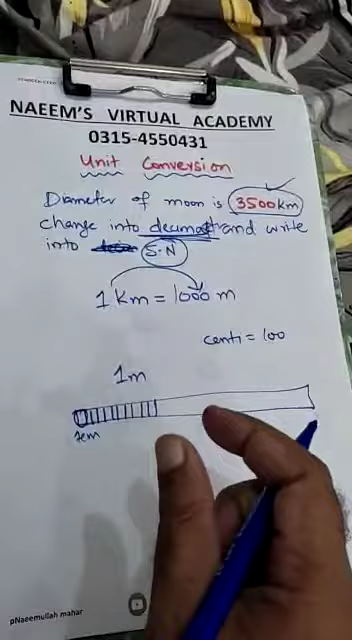 NAEEM'S VIRTUAL ACADEMY
0315-4550431
Unit Conversion
Diameter of moon is 3500km
change into and write
into S.N
1 km = 1000 m
centi = 100
1m
1cm
pNaeemullah mahar